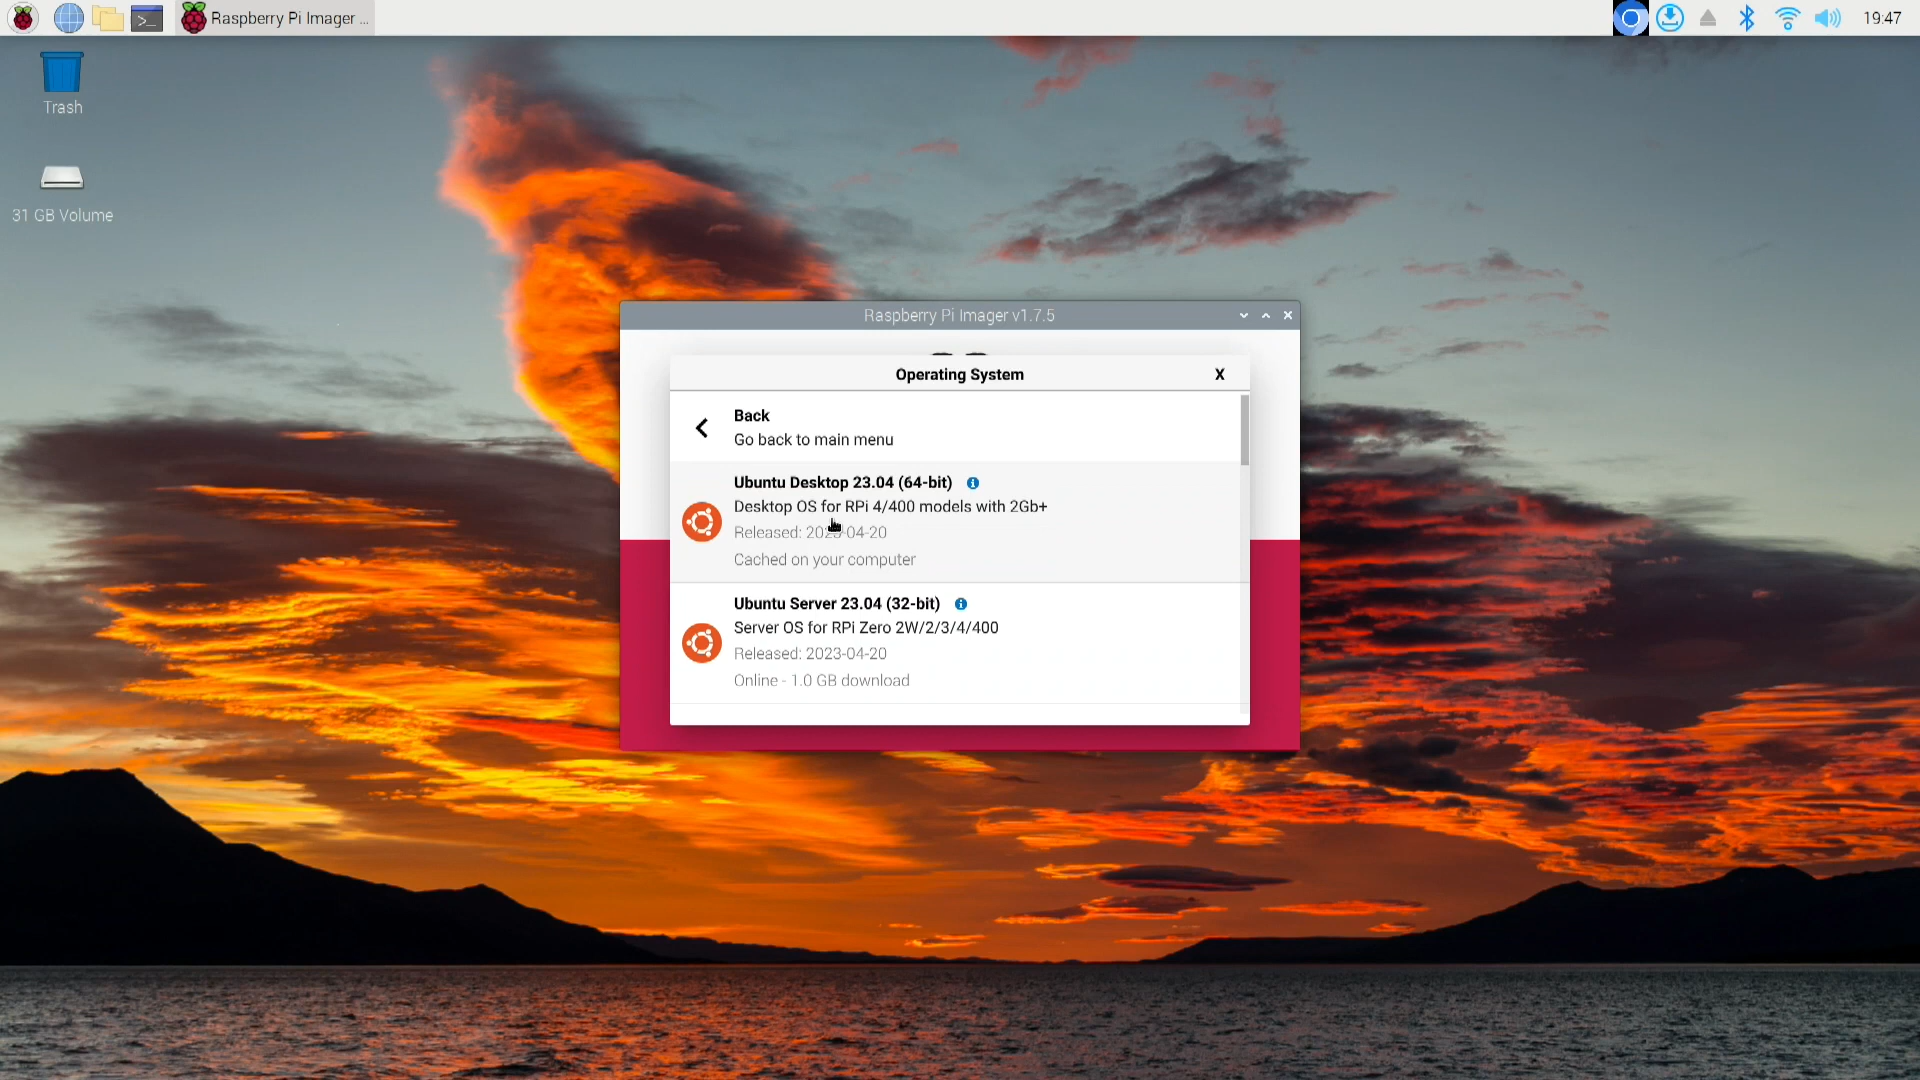 Raspberry Pi Imager ...
19:47
Trash
31 GB Volume
Raspberry Pi Imager v1.7.5
Operating System
X
Back
Go back to main menu
Ubuntu Desktop 23.04 (64-bit)
Desktop OS for RPi 4/400 models with 2Gb+
Released: 2023-04-20
Cached on your computer
Ubuntu Server 23.04 (32-bit)
Server OS for RPi Zero 2W/2/3/4/400
Released: 2023-04-20
Online - 1.0 GB download